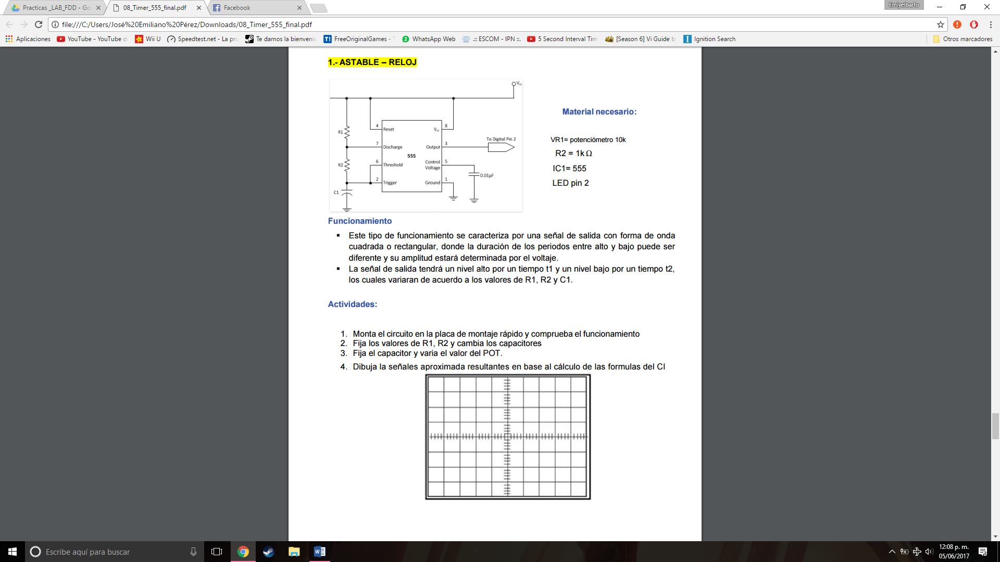 Practicas _LAB_FDD - Go
08_Timer_555_final.pdf
Facebook
Emiyelbarto
file:///C:/Users/José%20Emiliano%20Pérez/Downloads/08_Timer_555_final.pdf
Aplicaciones
YouTube - YouTube d
Wii U
Speedtest.net - La pru
Te damos la bienvenic
FreeOriginalGames -
WhatsApp Web
.:: ESCOM - IPN ::.
5 Second Interval Tim
[Season 6] Vi Guide b
Ignition Search
Otros marcadores
1.- ASTABLE – RELOJ
Vcc
R1
4
Reset
Vcc
8
7
Discharge
Output
3
To Digital Pin 2
555
R2
6
Threshold
Control
Voltage
5
0.01μF
2
Trigger
Ground
1
C1
Material necesario:
VR1= potenciómetro 10k
R2 = 1k Ω
IC1= 555
LED pin 2
Funcionamiento
▪ Este tipo de funcionamiento se caracteriza por una señal de salida con forma de onda
cuadrada o rectangular, donde la duración de los periodos entre alto y bajo puede ser
diferente y su amplitud estará determinada por el voltaje.
▪ La señal de salida tendrá un nivel alto por un tiempo t1 y un nivel bajo por un tiempo t2,
los cuales variaran de acuerdo a los valores de R1, R2 y C1.
Actividades:
1. Monta el circuito en la placa de montaje rápido y comprueba el funcionamiento
2. Fija los valores de R1, R2 y cambia los capacitores
3. Fija el capacitor y varia el valor del POT.
4. Dibuja la señales aproximada resultantes en base al cálculo de las formulas del CI
Escribe aquí para buscar
12:08 p. m.
05/06/2017